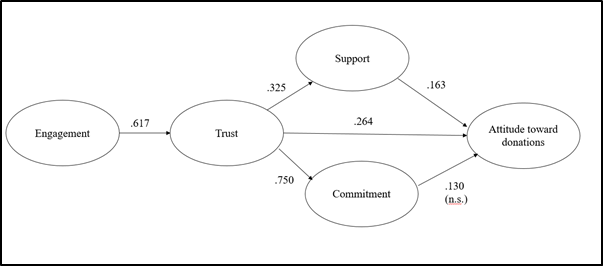 Support
.325
.163
Engagement
.617
Trust
.264
Attitude toward
donations
.750
Commitment
.130
(n.s.)